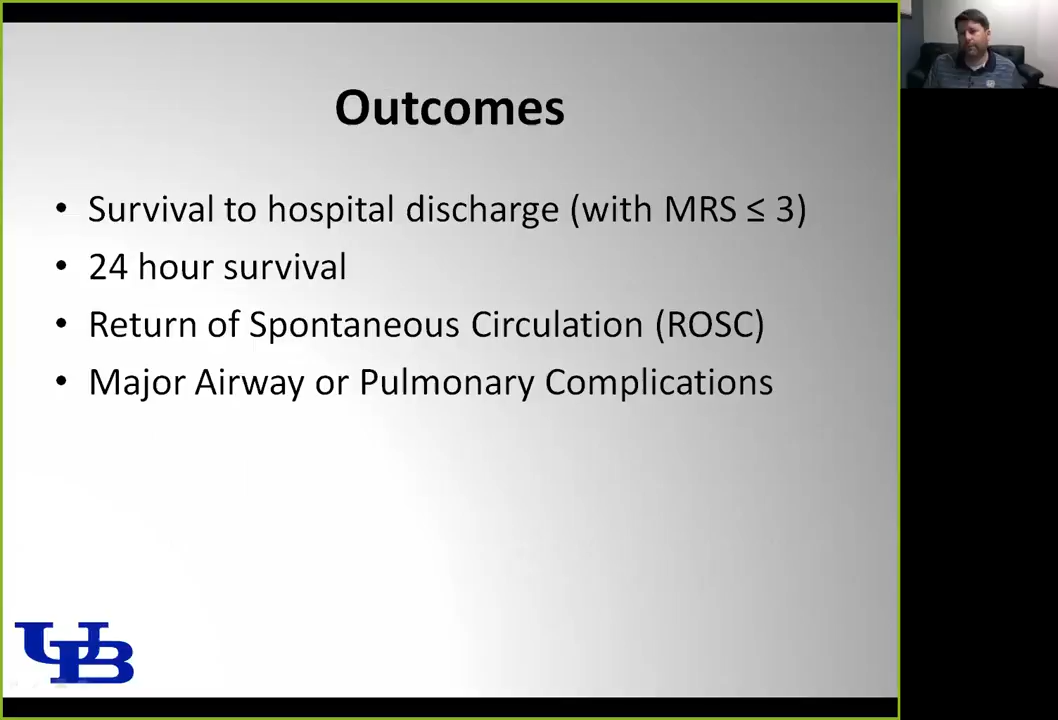 Outcomes
• Survival to hospital discharge (with MRS ≤ 3)
• 24 hour survival
• Return of Spontaneous Circulation (ROSC)
• Major Airway or Pulmonary Complications
UB